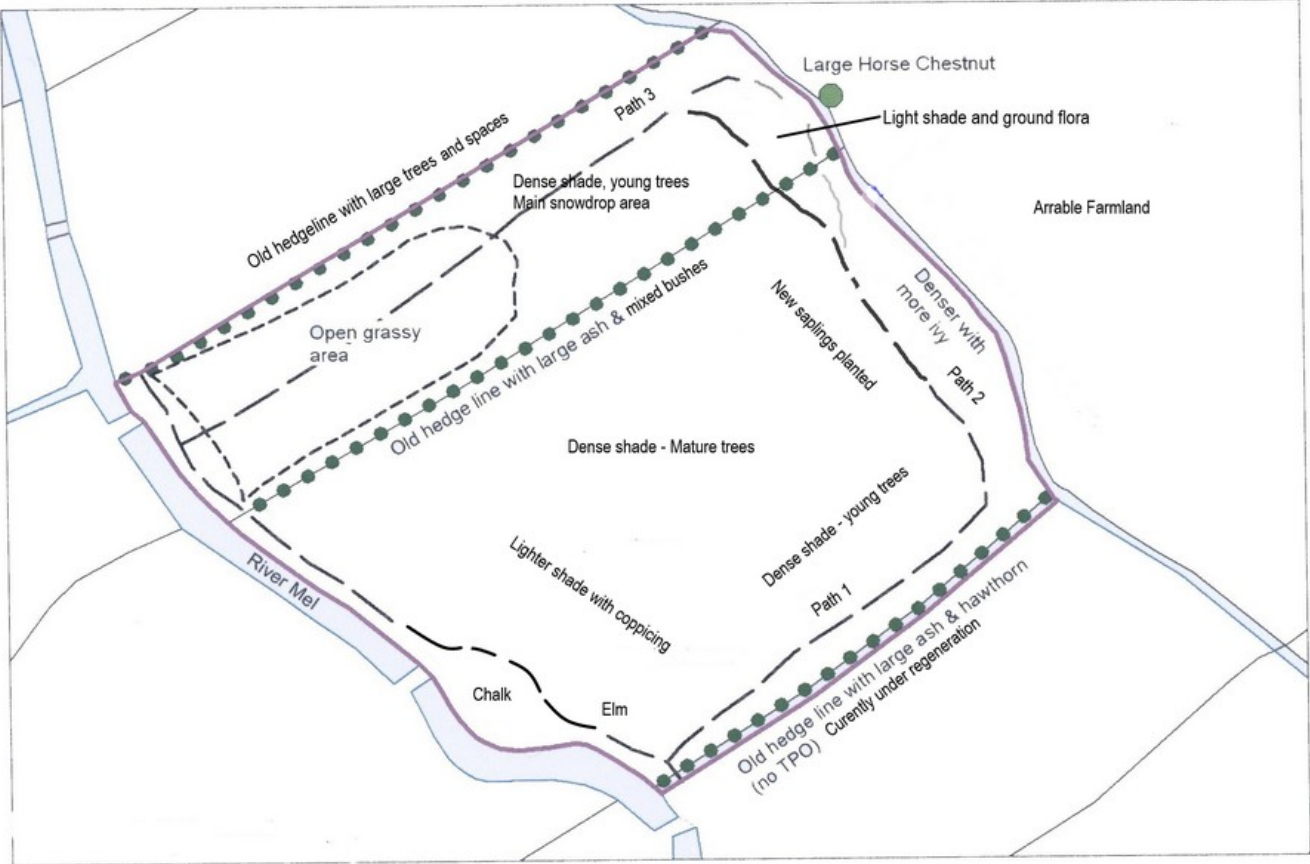 Large Horse Chestnut
Path 3
Light shade and ground flora
Old hedgeline with large trees and spaces
Dense shade, young trees
Main snowdrop area
Arrable Farmland
Open grassy
area
Old hedge line with large ash & mixed bushes
New saplings planted
Denser with
more ivy
Path 2
Dense shade - Mature trees
Dense shade - young trees
Lighter shade with coppicing
River Mel
Path 1
Chalk
Elm
Old hedge line with large ash & hawthorn
(no TPO) Curently under regeneration